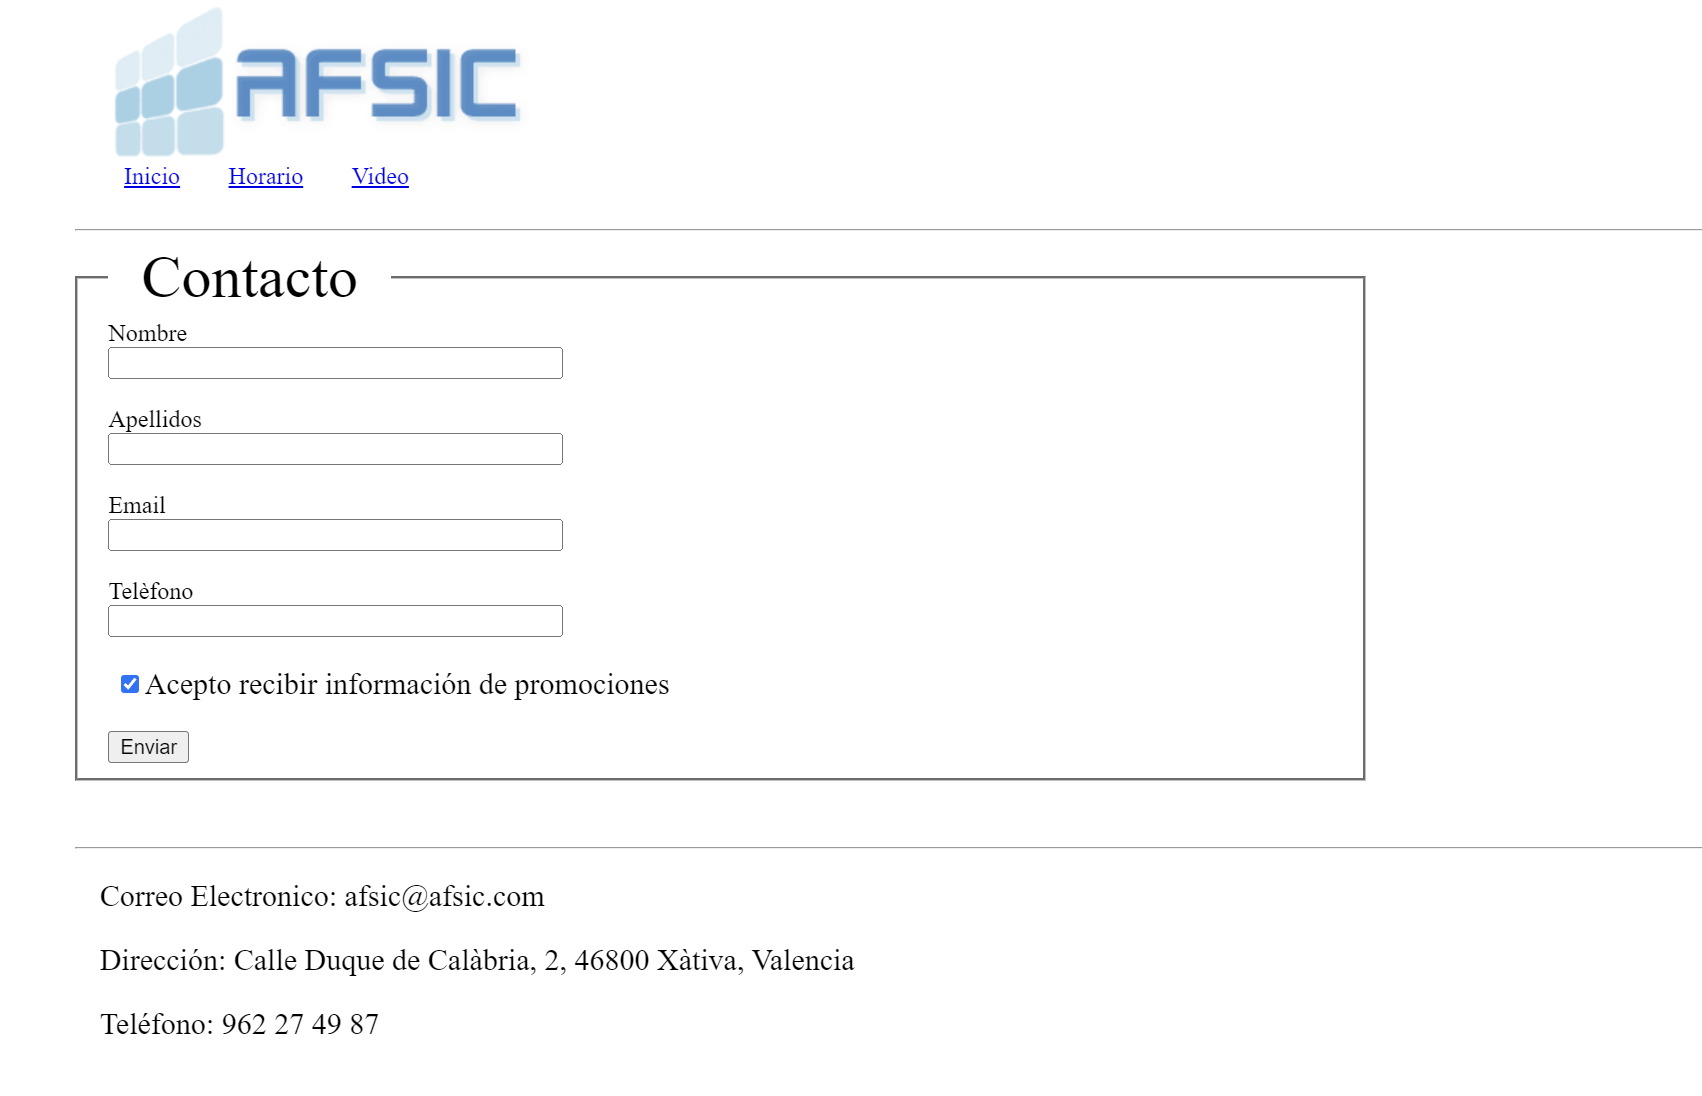 AFSIC
Inicio Horario Video
Contacto
Nombre
Apellidos
Email
Telèfono
Acepto recibir información de promociones
Enviar
Correo Electronico: afsic@afsic.com
Dirección: Calle Duque de Calàbria, 2, 46800 Xàtiva, Valencia
Teléfono: 962 27 49 87